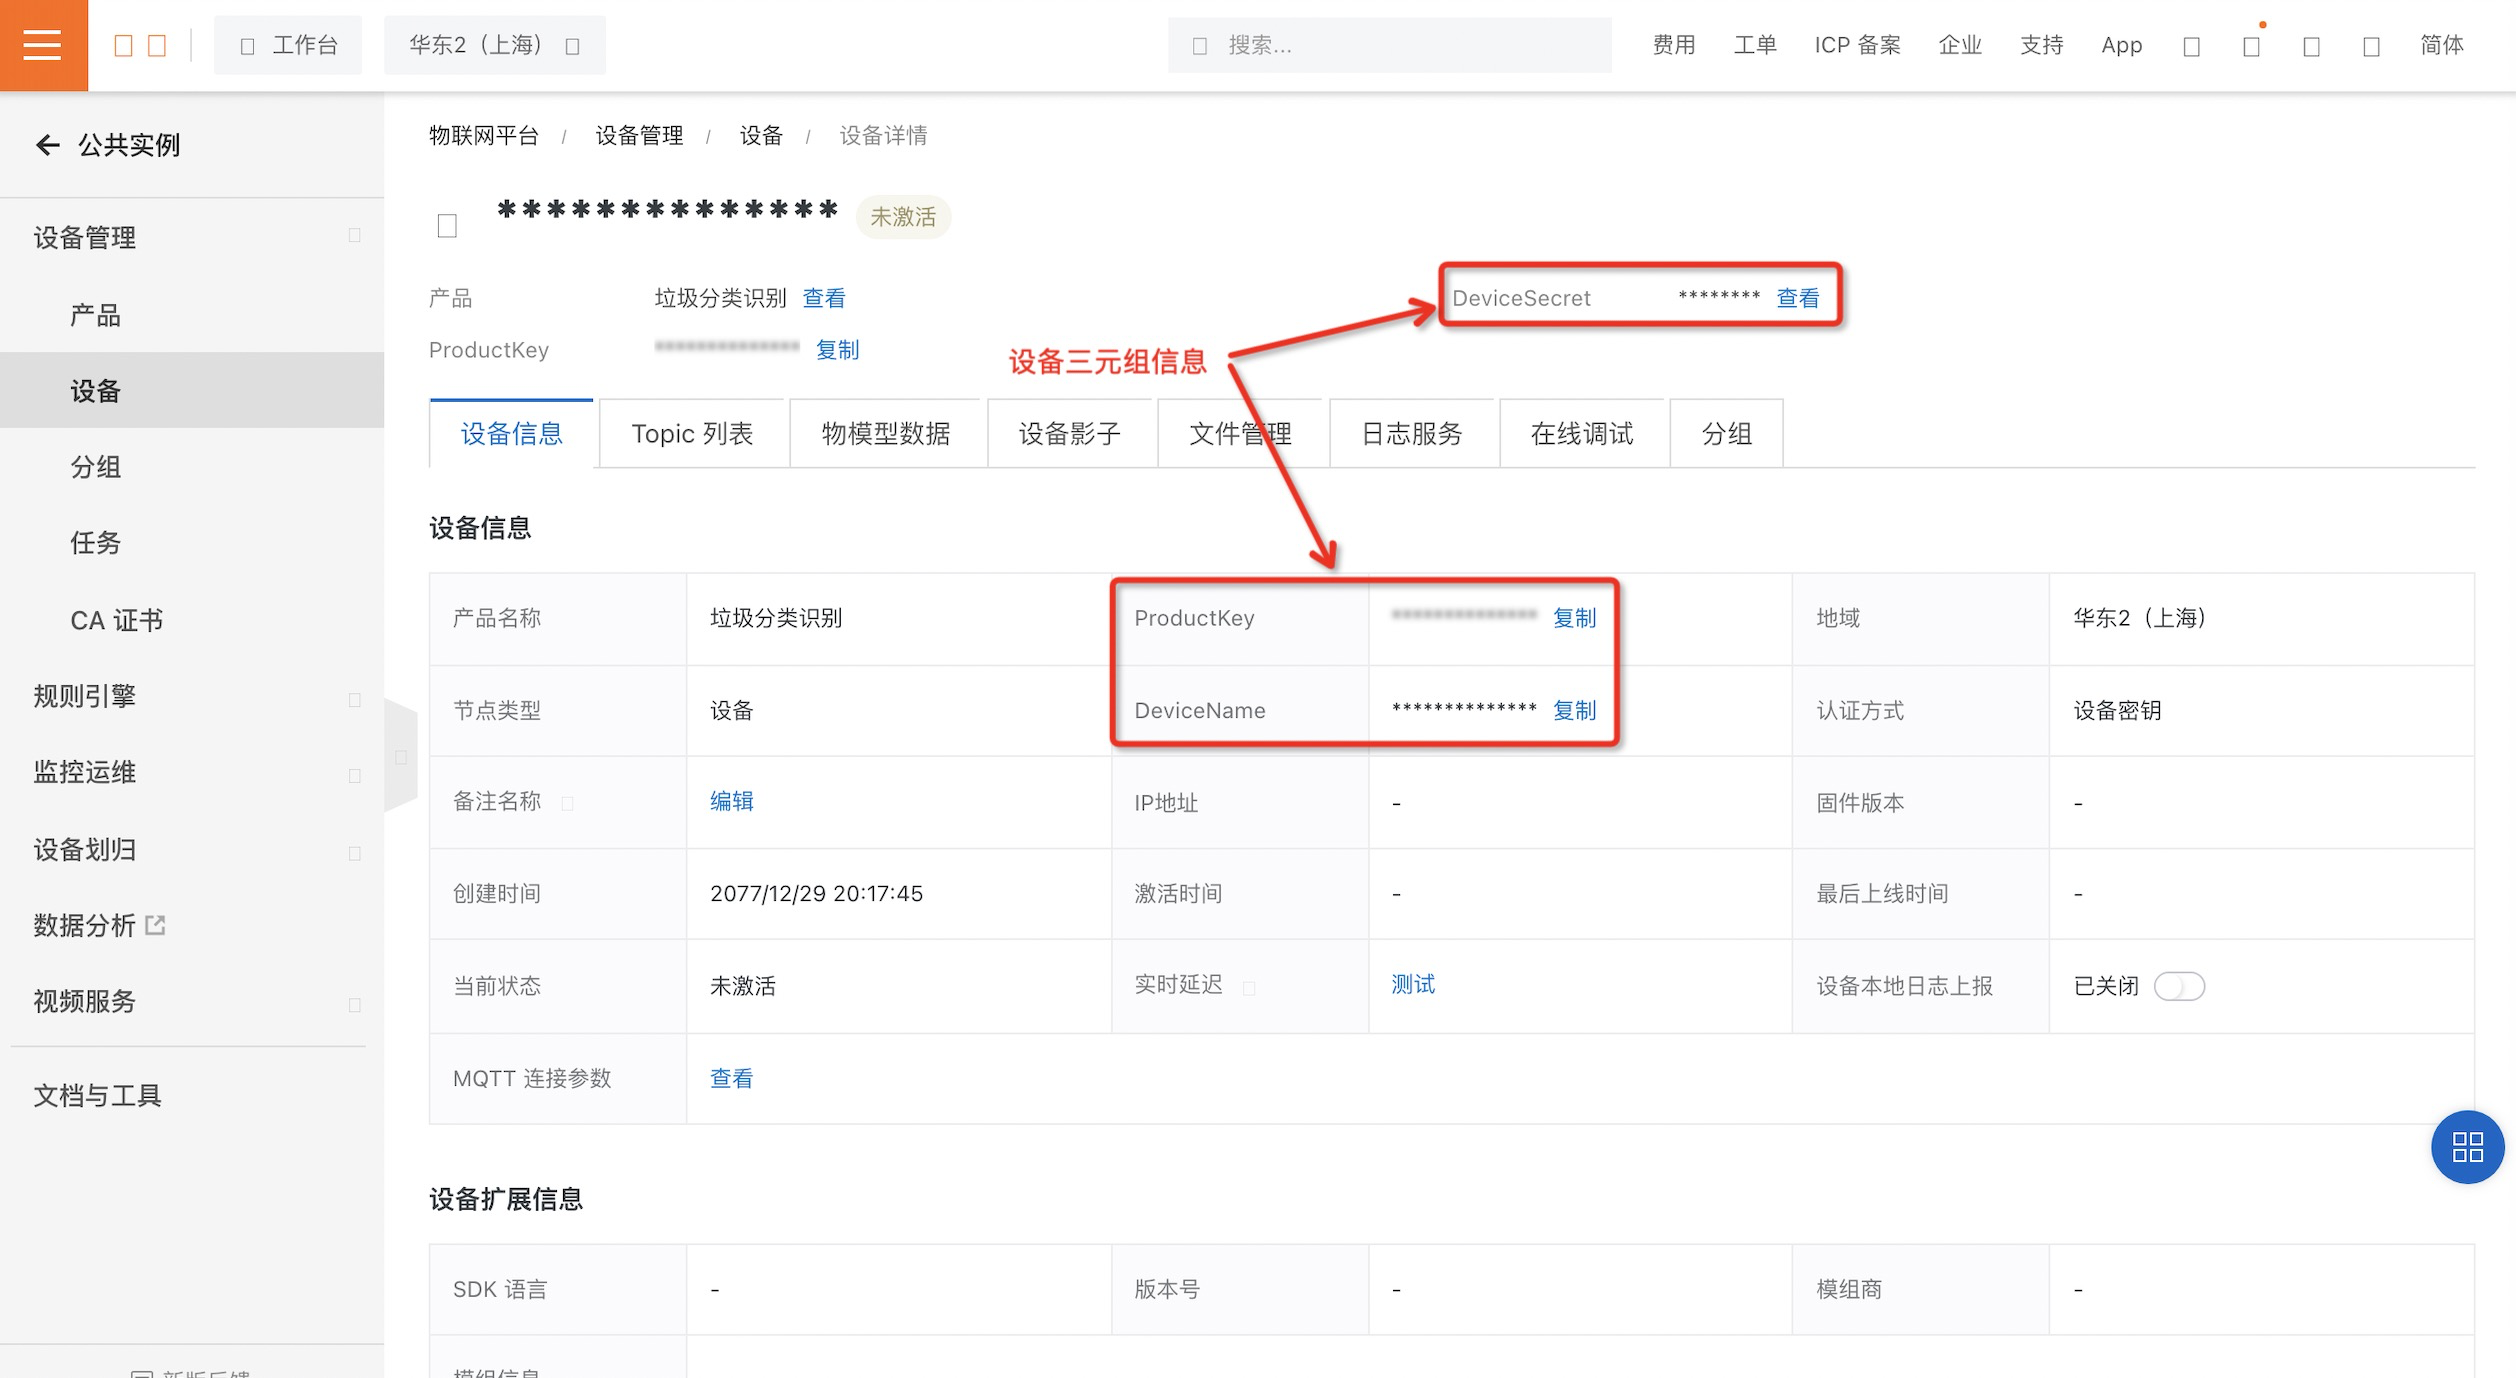 工作台 华东2（上海） 搜索... 费用 工单 ICP 备案 企业 支持 App 简体
公共实例
设备管理
产品
设备
分组
任务
CA 证书
规则引擎
监控运维
设备划归
数据分析
视频服务
文档与工具
物联网平台 / 设备管理 / 设备 / 设备详情
************** 未激活
产品 垃圾分类识别 查看 DeviceSecret ******** 查看
ProductKey ************** 复制
设备三元组信息
设备信息 Topic 列表 物模型数据 设备影子 文件管理 日志服务 在线调试 分组
设备信息
产品名称 垃圾分类识别 ProductKey ************** 复制 地域 华东2（上海）
节点类型 设备 DeviceName ************** 复制 认证方式 设备密钥
备注名称 编辑 IP地址 - 固件版本 -
创建时间 2077/12/29 20:17:45 激活时间 - 最后上线时间 -
当前状态 未激活 实时延迟 测试 设备本地日志上报 已关闭
MQTT 连接参数 查看
设备扩展信息
SDK 语言 - 版本号 - 模组商 -
模组信息